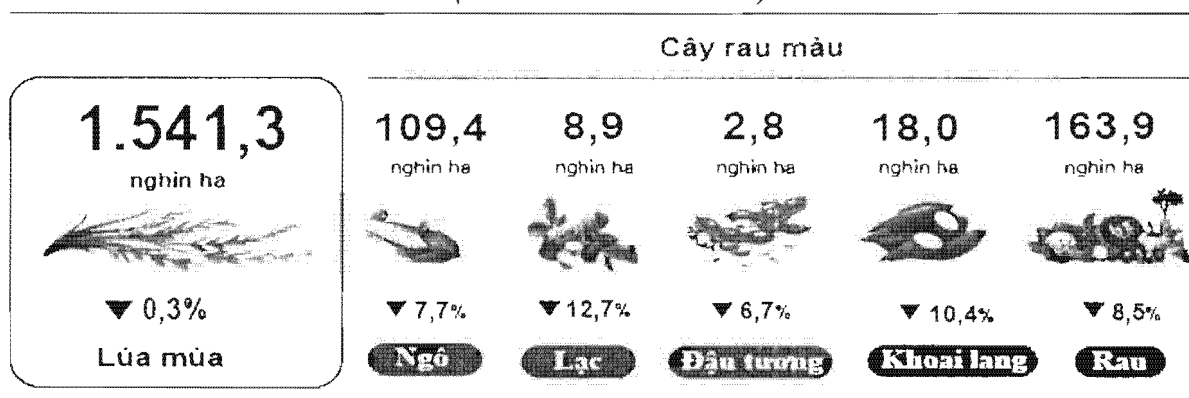 Cây rau màu
1.541,3
nghìn ha
0,3%
Lúa mùa
109,4
nghìn ha
7,7%
Ngô
8,9
nghìn ha
12,7%
Lạc
2,8
nghìn ha
6,7%
Đậu tương
18,0
nghìn ha
10,4%
Khoai lang
163,9
nghìn ha
8,5%
Rau